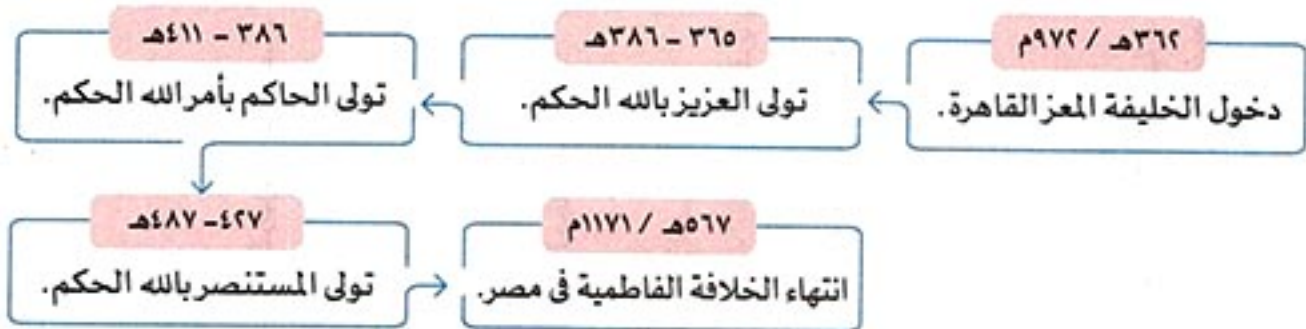 ٣٦٢هـ / ٩٧٢م
دخول الخليفة المعز القاهرة.
٣٦٥ - ٣٨٦هـ
تولى العزيز بالله الحكم.
٣٨٦ - ٤١١هـ
تولى الحاكم بأمر الله الحكم.
٤٢٧-٤٨٧هـ
تولى المستنصر بالله الحكم.
٥٦٧هـ / ١١٧١م
انتهاء الخلافة الفاطمية فى مصر.